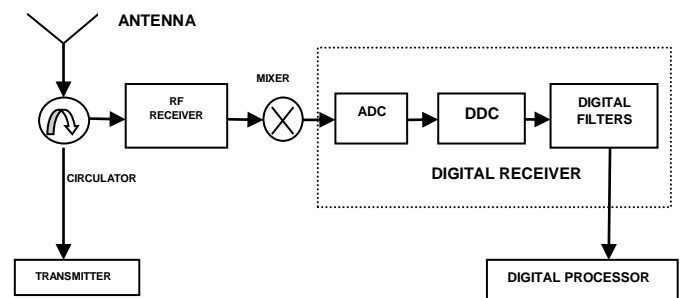 ANTENNA
MIXER
RF
RECEIVER
ADC
DDC
DIGITAL
FILTERS
CIRCULATOR
DIGITAL RECEIVER
TRANSMITTER
DIGITAL PROCESSOR